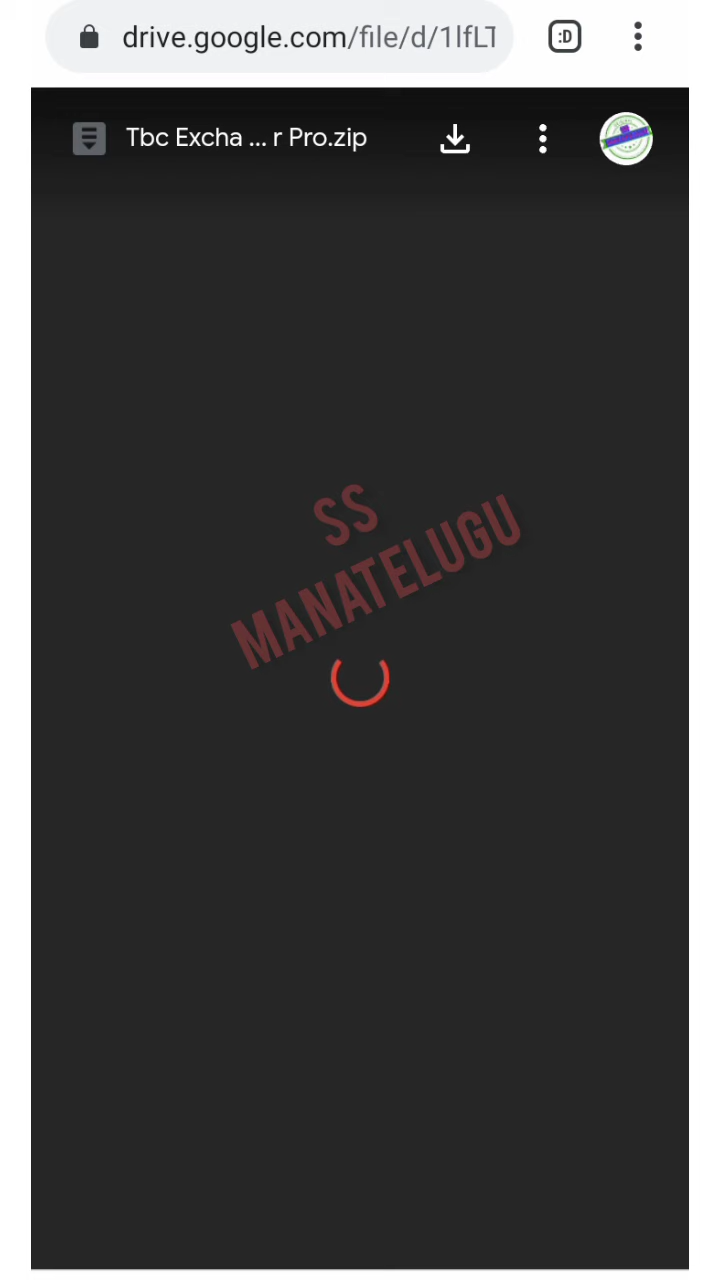 drive.google.com/file/d/1lfLT
:D
Tbc Excha ... r Pro.zip
SS
MANATELUGU